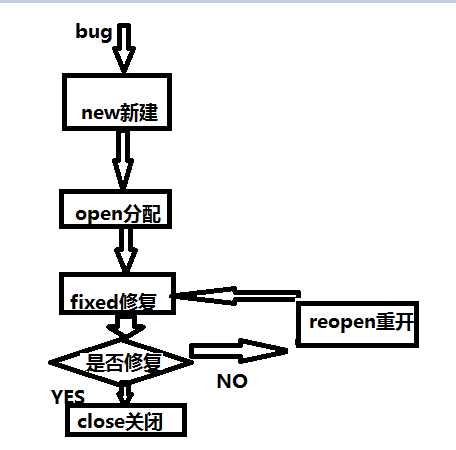 bug
new新建
open分配
fixed修复
reopen重开
是否修复
NO
YES
close关闭